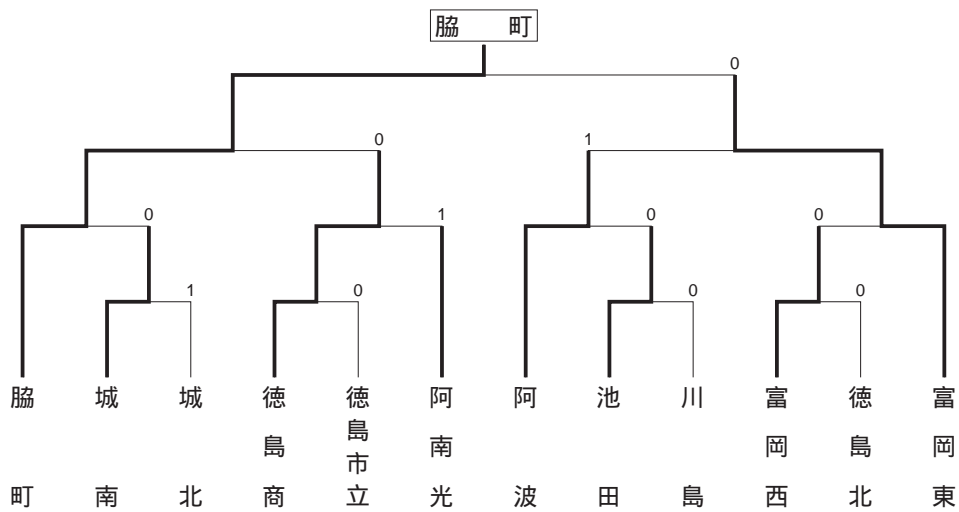 脇町
0
0 1
0 1 0 0
1 0 0 0
脇町
城南
城北
徳島商
徳島市立
阿南光
阿波
池田
川島
富岡西
徳島北
富岡東